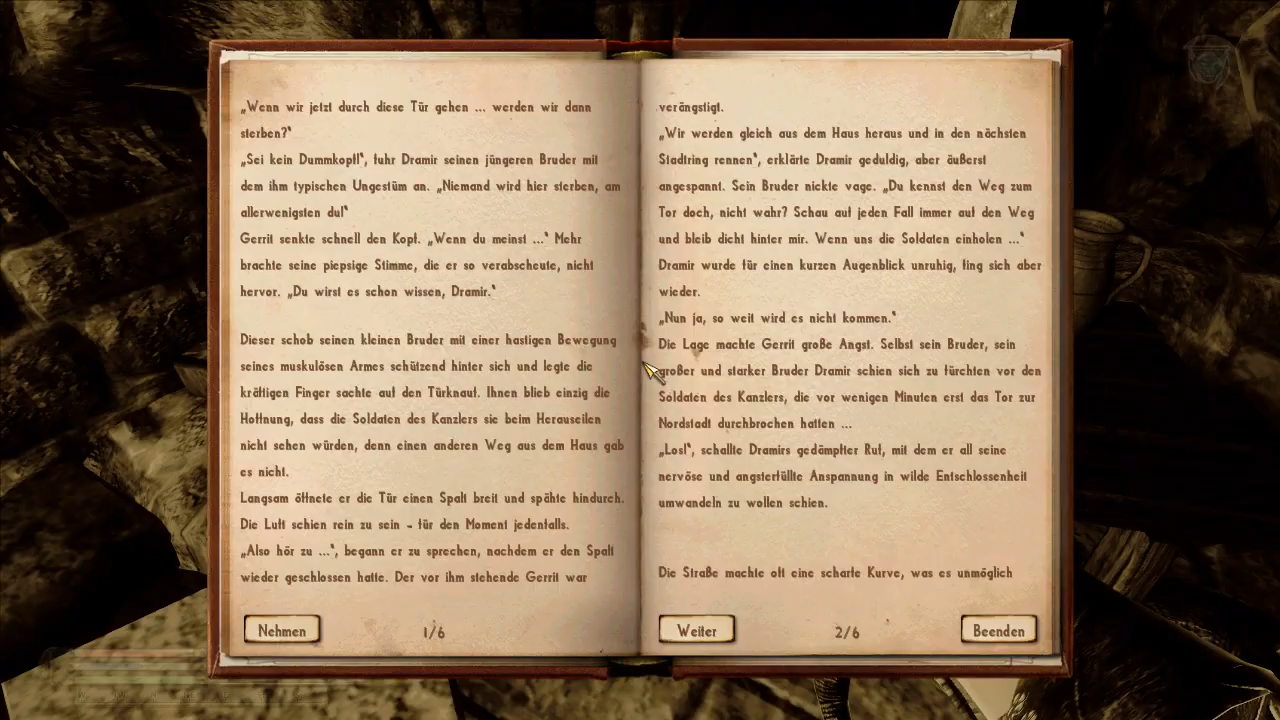 „Wenn wir jetzt durch diese Tür gehen ... werden wir dann
sterben?“
„Sei kein Dummkopf!“, fuhr Dramir seinen jüngeren Bruder mit
dem ihm typischen Ungestüm an. „Niemand wird hier sterben, am
allerwenigsten du!“
Gerrit senkte schnell den Kopf. „Wenn du meinst ...“ Mehr
brachte seine piepsige Stimme, die er so verabscheute, nicht
hervor. „Du wirst es schon wissen, Dramir.“
Dieser schob seinen kleinen Bruder mit einer hastigen Bewegung
seines muskulösen Armes schützend hinter sich und legte die
kräftigen Finger sachte auf den Türknauf. Ihnen blieb einzig die
Hoffnung, dass die Soldaten des Kanzlers sie beim Herauseilen
nicht sehen würden, denn einen anderen Weg aus dem Haus gab
es nicht.
Langsam öffnete er die Tür einen Spalt breit und spähte hindurch.
Die Luft schien rein zu sein - für den Moment jedenfalls.
„Also hör zu ...“, begann er zu sprechen, nachdem er den Spalt
wieder geschlossen hatte. Der vor ihm stehende Gerrit war
Nehmen
1/6
verängstigt.
„Wir werden gleich aus dem Haus heraus und in den nächsten
Stadtring rennen“, erklärte Dramir geduldig, aber äußerst
angespannt. Sein Bruder nickte vage. „Du kennst den Weg zum
Tor doch, nicht wahr? Schau auf jeden Fall immer auf den Weg
und bleib dicht hinter mir. Wenn uns die Soldaten einholen ...“
Dramir wurde für einen kurzen Augenblick unruhig, fing sich aber
wieder.
„Nun ja, so weit wird es nicht kommen.“
Die Lage machte Gerrit große Angst. Selbst sein Bruder, sein
großer und starker Bruder Dramir schien sich zu fürchten vor den
Soldaten des Kanzlers, die vor wenigen Minuten erst das Tor zur
Nordstadt durchbrochen hatten ...
„Los!“, schallte Dramirs gedämpfter Ruf, mit dem er all seine
nervöse und angsterfüllte Anspannung in wilde Entschlossenheit
umwandeln zu wollen schien.
Die Straße machte oft eine scharfe Kurve, was es unmöglich
Weiter
2/6
Beenden